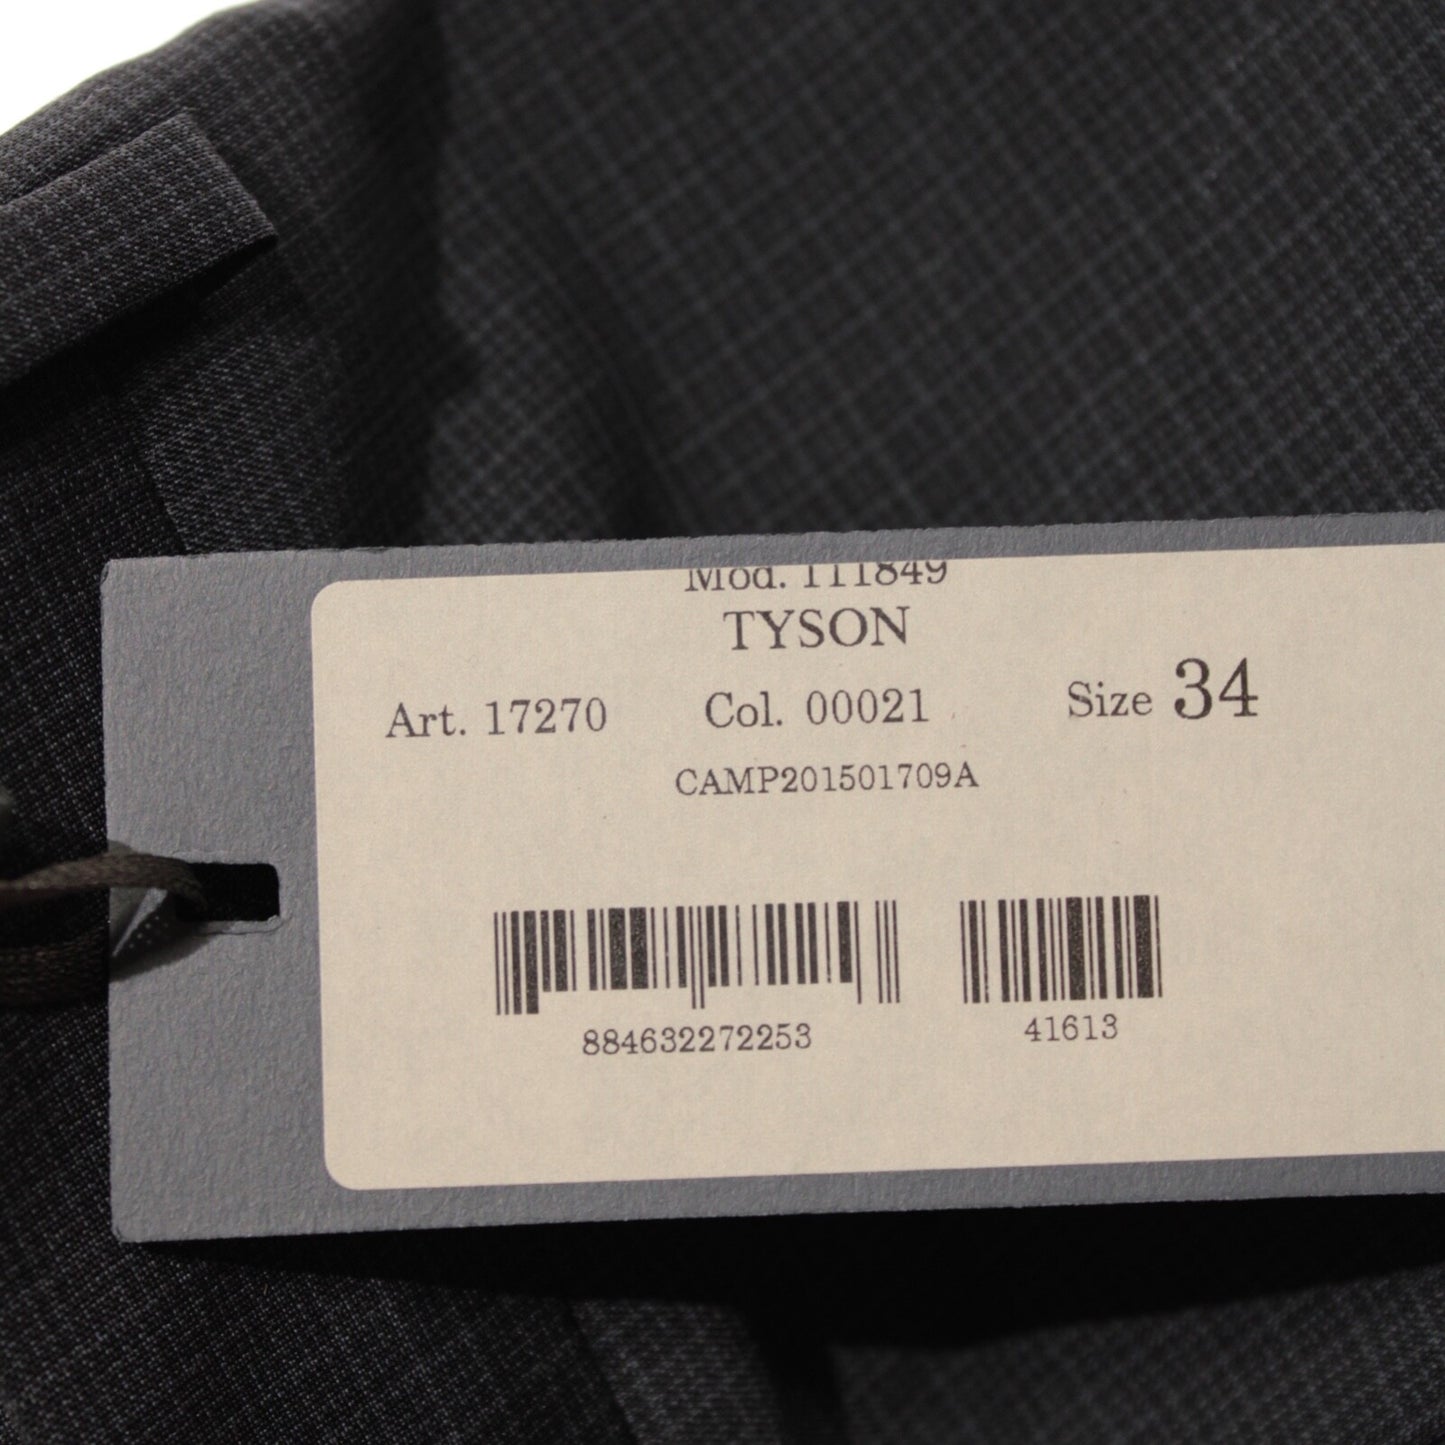 Mod. 111849
TYSON
Art. 17270 Col. 00021 Size 34
CAMP201501709A
884632272253 41613